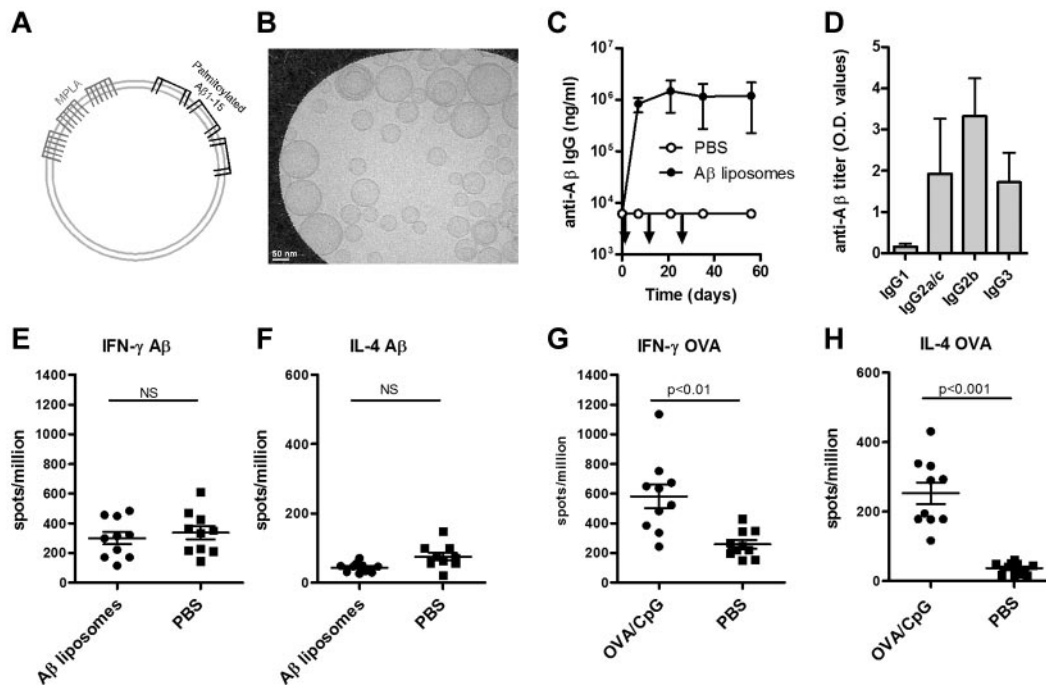 A
MPLA
Palmitoylated
Aβ1-15
B
50 nm
C
anti-Aβ IgG (ng/ml)
10⁷
10⁶
10⁵
10⁴
10³
0 20 40 60
Time (days)
PBS
Aβ liposomes
D
anti-Aβ titer (O.D. values)
5
4
3
2
1
0
IgG1
IgG2a/c
IgG2b
IgG3
E
IFN-γ Aβ
spots/million
1400
1200
1000
800
600
400
200
0
NS
Aβ liposomes
PBS
F
IL-4 Aβ
spots/million
600
400
200
0
NS
Aβ liposomes
PBS
G
IFN-γ OVA
spots/million
1400
1200
1000
800
600
400
200
0
p<0.01
OVA/CpG
PBS
H
IL-4 OVA
spots/million
600
400
200
0
p<0.001
OVA/CpG
PBS